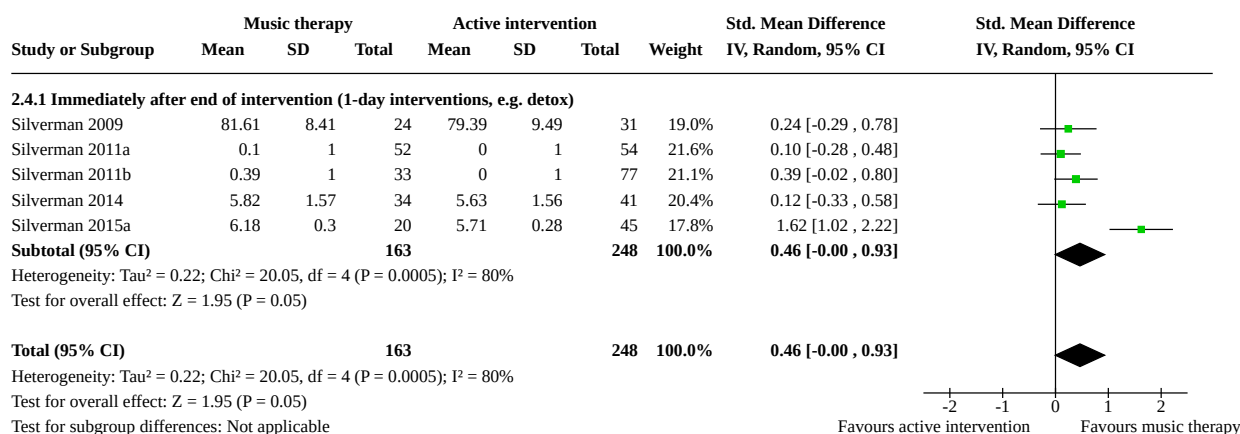 Music therapy Active intervention Std. Mean Difference Std. Mean Difference
Study or Subgroup Mean SD Total Mean SD Total Weight IV, Random, 95% CI IV, Random, 95% CI
2.4.1 Immediately after end of intervention (1-day interventions, e.g. detox)
Silverman 2009 81.61 8.41 24 79.39 9.49 31 19.0% 0.24 [-0.29 , 0.78]
Silverman 2011a 0.1 1 52 0 1 54 21.6% 0.10 [-0.28 , 0.48]
Silverman 2011b 0.39 1 33 0 1 77 21.1% 0.39 [-0.02 , 0.80]
Silverman 2014 5.82 1.57 34 5.63 1.56 41 20.4% 0.12 [-0.33 , 0.58]
Silverman 2015a 6.18 0.3 20 5.71 0.28 45 17.8% 1.62 [1.02 , 2.22]
Subtotal (95% CI) 163 248 100.0% 0.46 [-0.00 , 0.93]
Heterogeneity: Tau² = 0.22; Chi² = 20.05, df = 4 (P = 0.0005); I² = 80%
Test for overall effect: Z = 1.95 (P = 0.05)
Total (95% CI) 163 248 100.0% 0.46 [-0.00 , 0.93]
Heterogeneity: Tau² = 0.22; Chi² = 20.05, df = 4 (P = 0.0005); I² = 80%
Test for overall effect: Z = 1.95 (P = 0.05) -2 -1 0 1 2
Test for subgroup differences: Not applicable Favours active intervention Favours music therapy